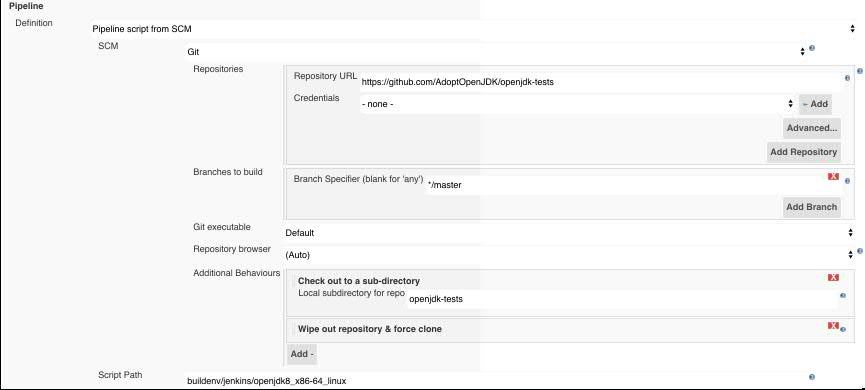 Pipeline
Definition
Pipeline script from SCM
SCM
Git
Repositories
Repository URL https://github.com/AdoptOpenJDK/openjdk-tests
Credentials - none - Add
Advanced...
Add Repository
Branches to build
X
Branch Specifier (blank for 'any') */master
Add Branch
Git executable
Default
Repository browser
(Auto)
Additional Behaviours
Check out to a sub-directory X
Local subdirectory for repo openjdk-tests
Wipe out repository & force clone X
Add -
Script Path
buildenv/jenkins/openjdk8_x86-64_linux